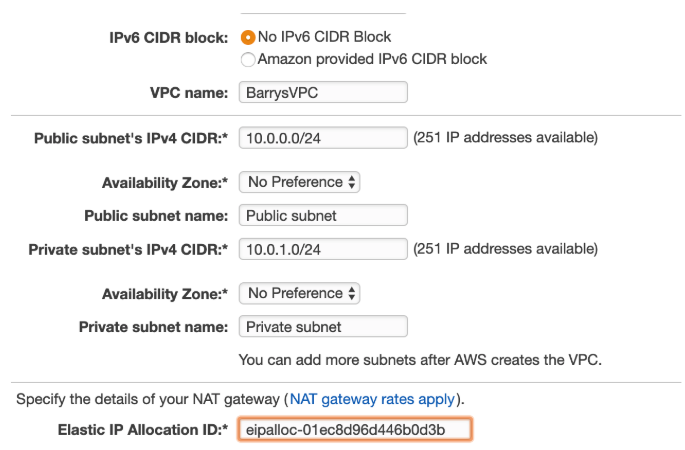 IPv6 CIDR block: No IPv6 CIDR Block
Amazon provided IPv6 CIDR block
VPC name: BarrysVPC
Public subnet's IPv4 CIDR:* 10.0.0.0/24 (251 IP addresses available)
Availability Zone:* No Preference
Public subnet name: Public subnet
Private subnet's IPv4 CIDR:* 10.0.1.0/24 (251 IP addresses available)
Availability Zone:* No Preference
Private subnet name: Private subnet
You can add more subnets after AWS creates the VPC.
Specify the details of your NAT gateway (NAT gateway rates apply).
Elastic IP Allocation ID:* eipalloc-01ec8d96d446b0d3b